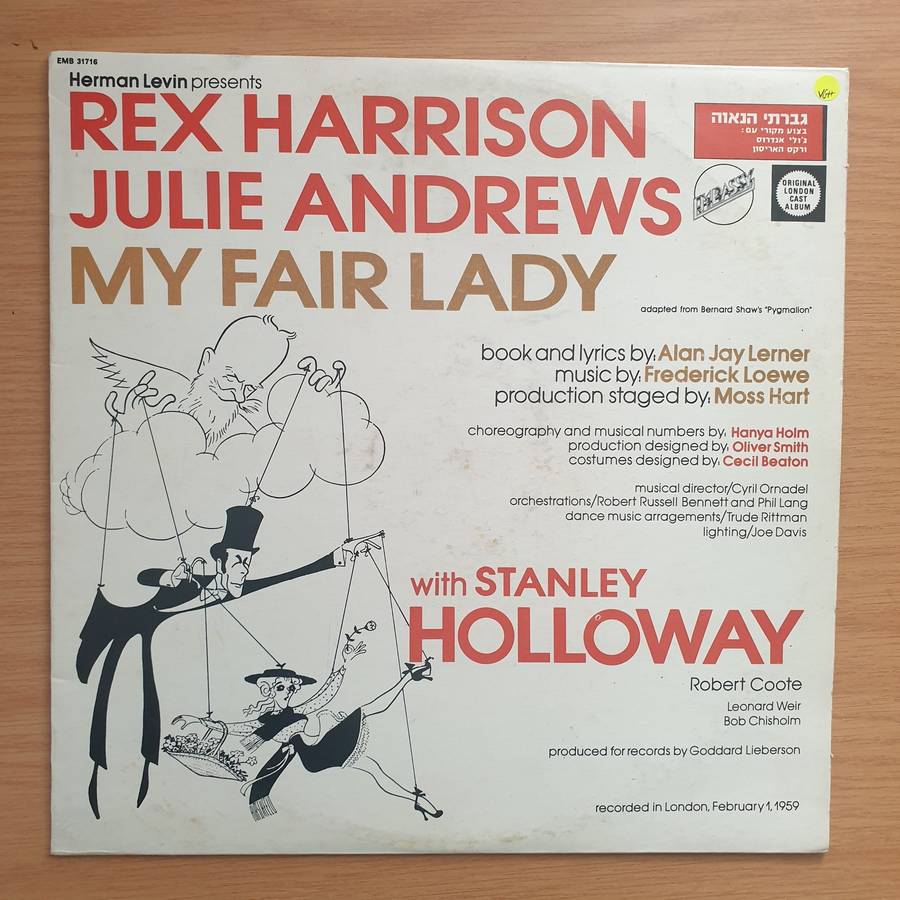 EMB 31716
Herman Levin presents
REX HARRISON
JULIE ANDREWS
MY FAIR LADY
גברתי הנאוה
בצוע מקורי עם:
ג'ולי אנדרוס
ורקס האריסון
EMBASSY
ORIGINAL
LONDON
CAST
ALBUM
VG++
adapted from Bernard Shaw's "Pygmalion"
book and lyrics by: Alan Jay Lerner
music by: Frederick Loewe
production staged by: Moss Hart
choreography and musical numbers by: Hanya Holm
production designed by: Oliver Smith
costumes designed by: Cecil Beaton
musical director/Cyril Ornadel
orchestrations/Robert Russell Bennett and Phil Lang
dance music arragements/Trude Rittman
lighting/Joe Davis
with STANLEY
HOLLOWAY
Robert Coote
Leonard Weir
Bob Chisholm
produced for records by Goddard Lieberson
recorded in London, February 1, 1959